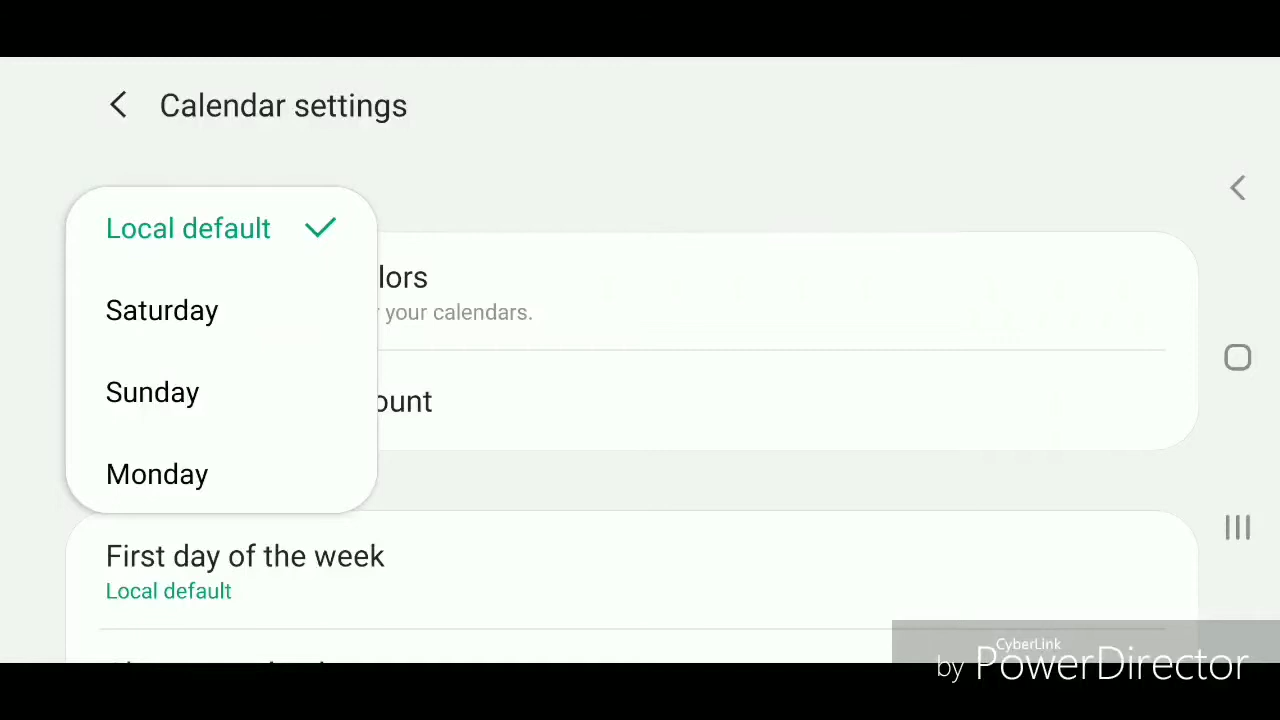 Calendar settings
Local default
Saturday
Sunday
Monday
lors
your calendars.
ount
First day of the week
Local default
CyberLink
by PowerDirector